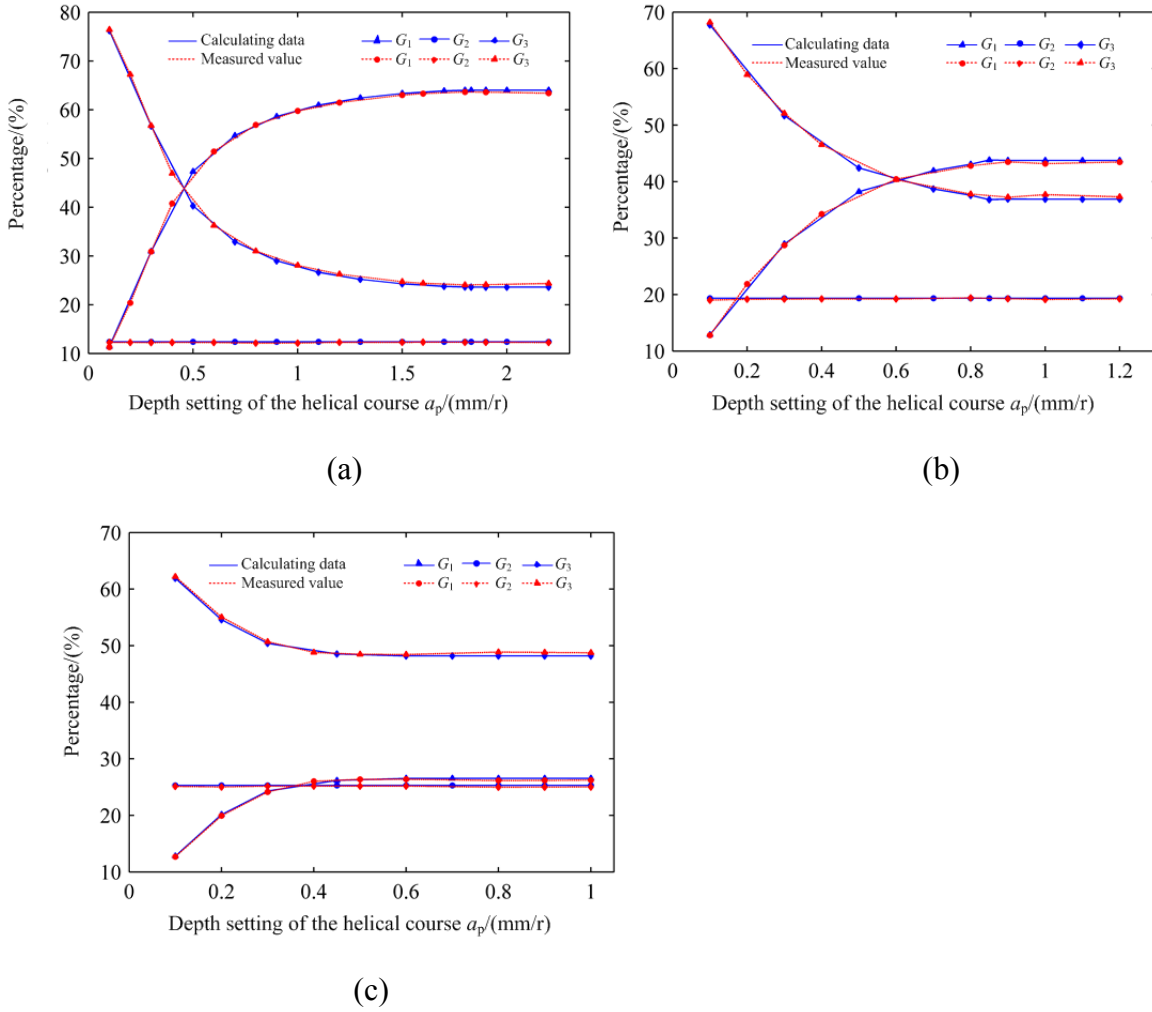 80
70
60
50
40
30
20
10
0
0.5
1
1.5
2
Percentage/(%)
Calculating data
Measured value
G₁ G₂ G₃
G₁ G₂ G₃
Depth setting of the helical course aₚ/(mm/r)
(a)
70
60
50
40
30
20
10
0
0.2
0.4
0.6
0.8
1
1.2
Percentage/(%)
Calculating data
Measured value
G₁ G₂ G₃
G₁ G₂ G₃
Depth setting of the helical course aₚ/(mm/r)
(b)
70
60
50
40
30
20
10
0
0.2
0.4
0.6
0.8
1
Percentage/(%)
Calculating data
Measured value
G₁ G₂ G₃
G₁ G₂ G₃
Depth setting of the helical course aₚ/(mm/r)
(c)